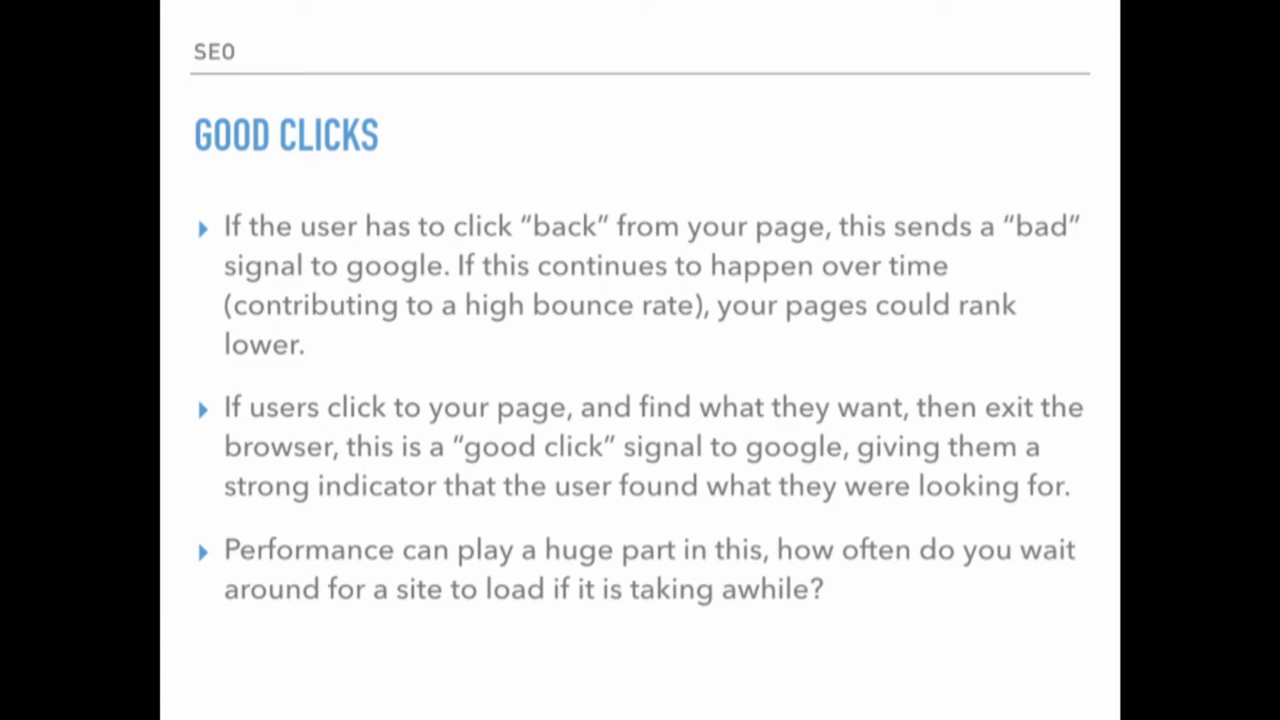 SEO
GOOD CLICKS
If the user has to click “back” from your page, this sends a “bad”
signal to google. If this continues to happen over time
(contributing to a high bounce rate), your pages could rank
lower.
If users click to your page, and find what they want, then exit the
browser, this is a “good click” signal to google, giving them a
strong indicator that the user found what they were looking for.
Performance can play a huge part in this, how often do you wait
around for a site to load if it is taking awhile?